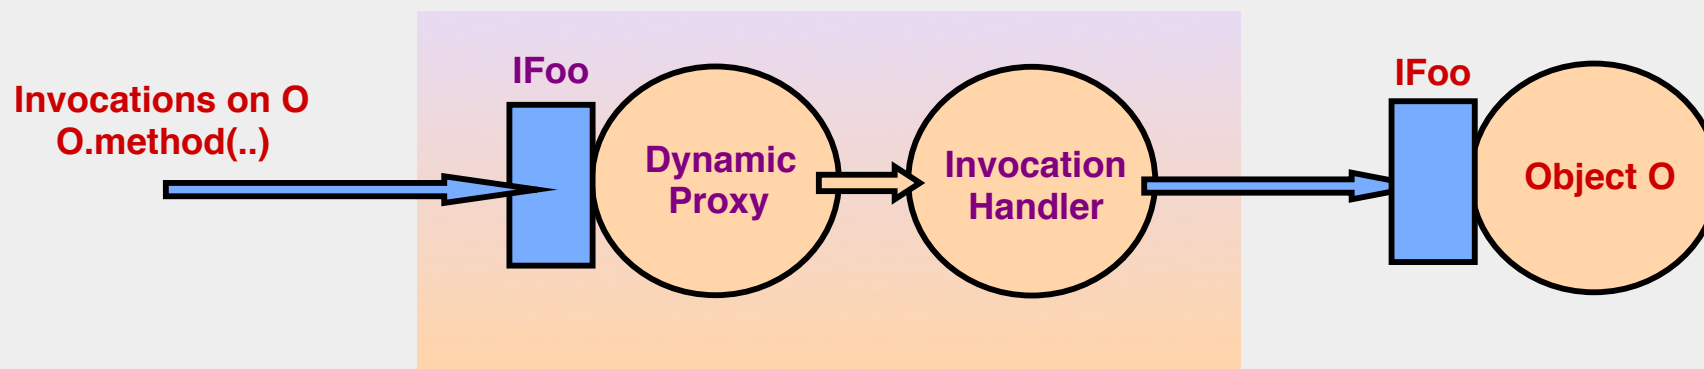 Invocations on O
O.method(..)
IFoo
Dynamic
Proxy
Invocation
Handler
IFoo
Object O